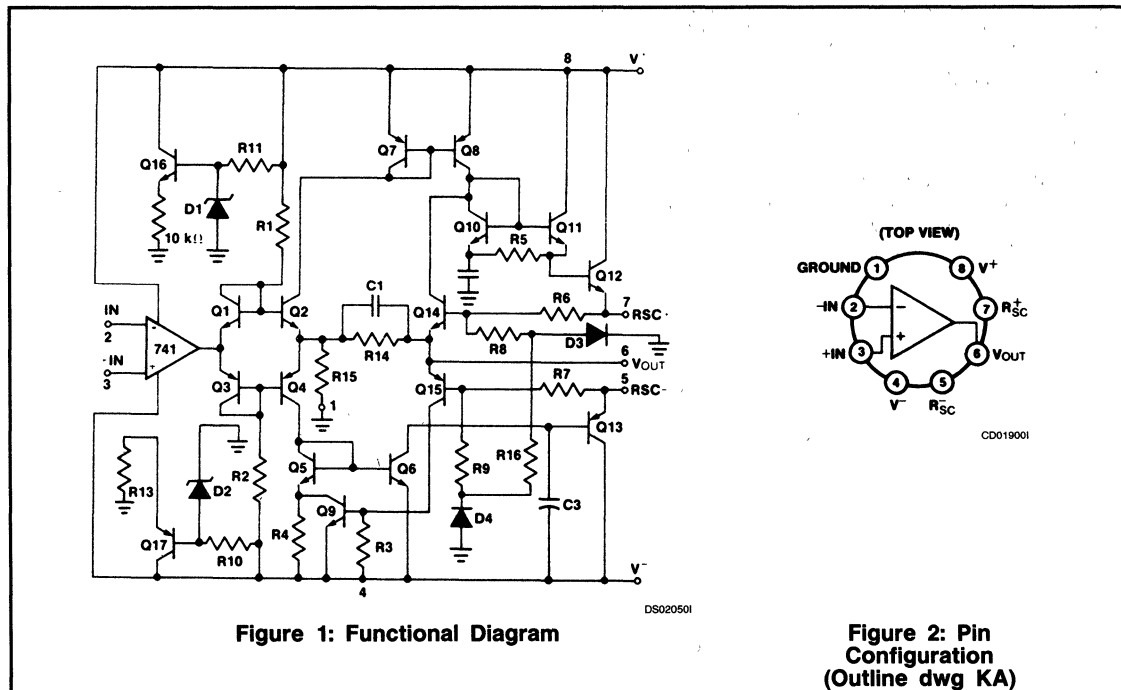 8 V+
Q7 Q8
Q16 R11
D1 R1
10 kΩ
Q10 Q11
R5
Q12
C1
R6
7 RSC+
Q1 Q2
Q14
IN
2
741
-IN
3
R14
R8 D3
6 VOUT
R15
Q3 Q4
Q15
R7
5 RSC-
1
Q13
R2
R13 D2
Q5 Q6
R9 R16
C3
Q9
R4 R3
D4
Q17 R10
4
V-
DS02050I
Figure 1: Functional Diagram
(TOP VIEW)
GROUND 1 8 V+
-IN 2 7 R+SC
+IN 3 6 VOUT
4 5
V- R-SC
CD01900I
Figure 2: Pin
Configuration
(Outline dwg KA)